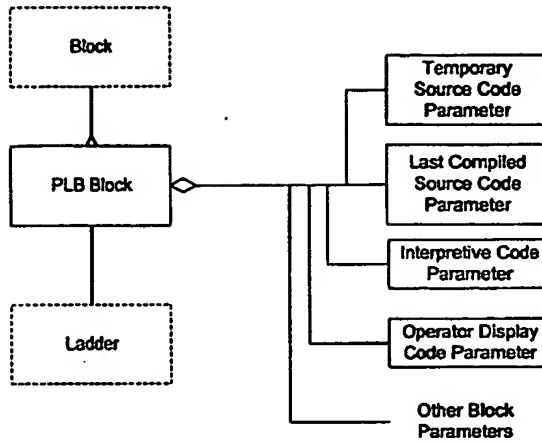 Block
PLB Block
Ladder
Temporary
Source Code
Parameter
Last Compiled
Source Code
Parameter
Interpretive Code
Parameter
Operator Display
Code Parameter
Other Block
Parameters